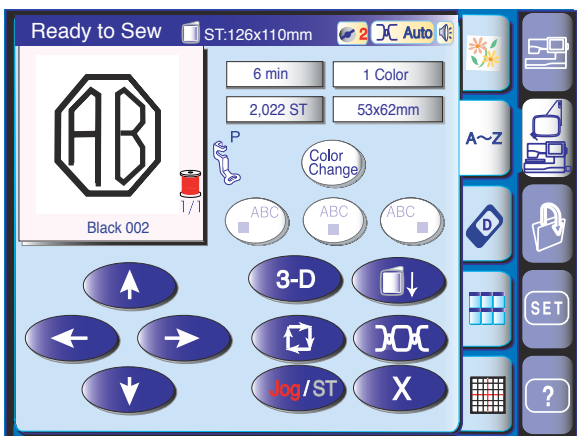 Ready to Sew ST:126x110mm 2 Auto
6 min 1 Color
2,022 ST 53x62mm
A~Z
P
AB
Color
Change
1/1
ABC ABC ABC
Black 002
D
3-D
SET
Jog/ST X
?